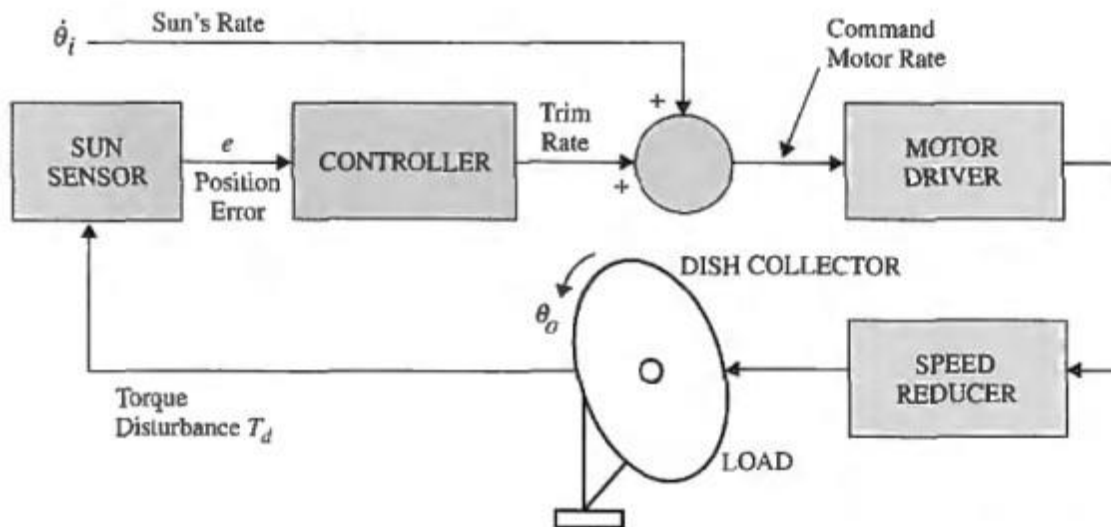 Sun's Rate
θ̇i
Command
Motor Rate
+
Trim
Rate
SUN
SENSOR
e
Position
Error
CONTROLLER
+
MOTOR
DRIVER
DISH COLLECTOR
θo
SPEED
REDUCER
Torque
Disturbance Td
LOAD